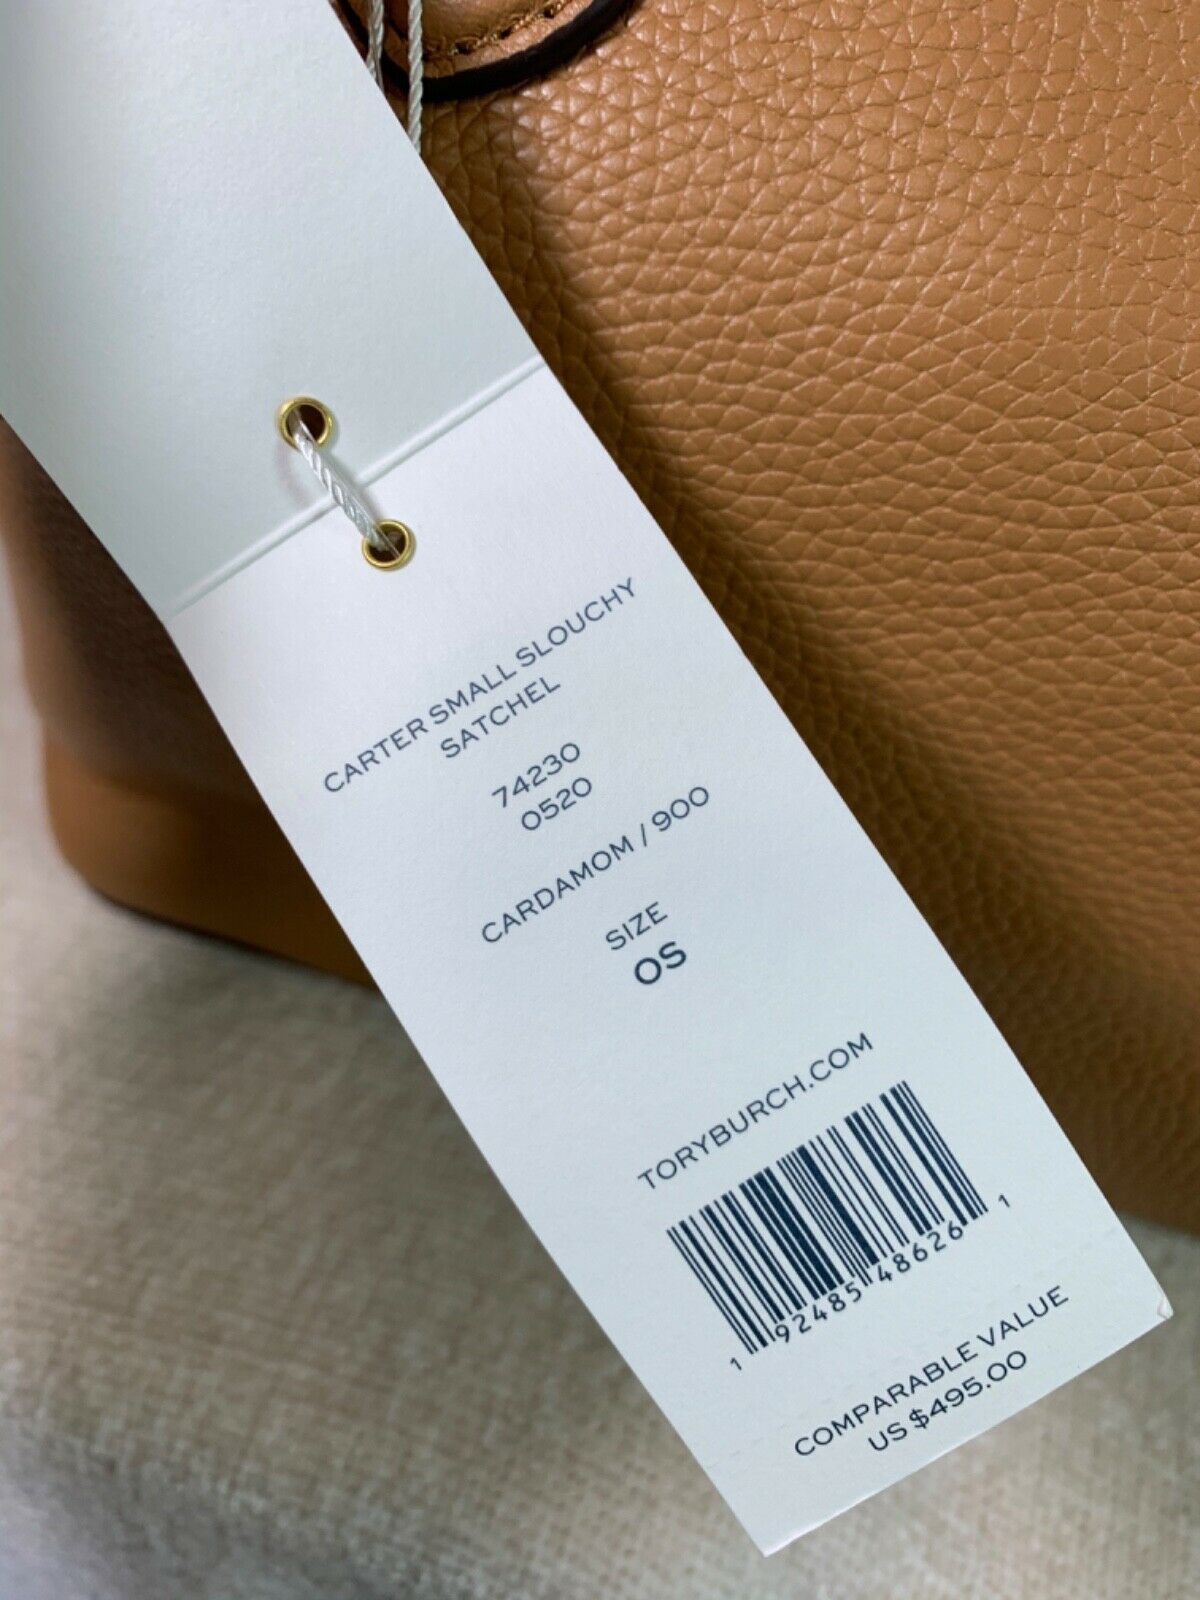 CARTER SMALL SLOUCHY
SATCHEL
74230
0520
CARDAMOM / 900
SIZE
OS
TORYBURCH.COM
1 92485 48626 1
COMPARABLE VALUE
US $495.00